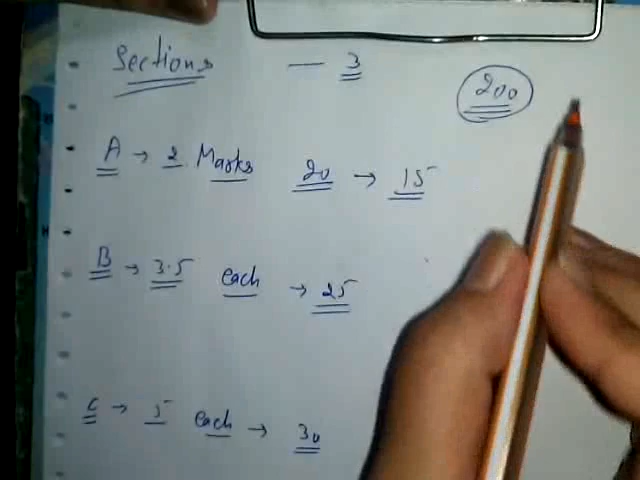 Sections — 3
200
A → 2 Marks 20 → 15
B → 3.5 each → 25
C → 5 each → 30